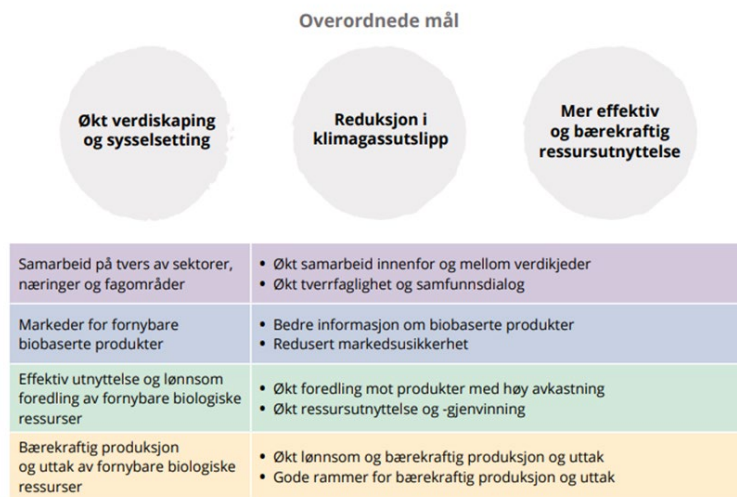 Overordnede mål
Økt verdiskaping
og sysselsetting
Reduksjon i
klimagassutslipp
Mer effektiv
og bærekraftig
ressursutnyttelse
Samarbeid på tvers av sektorer,
næringer og fagområder
• Økt samarbeid innenfor og mellom verdikjeder
• Økt tverrfaglighet og samfunnsdialog
Markeder for fornybare
biobaserte produkter
• Bedre informasjon om biobaserte produkter
• Redusert markedsusikkerhet
Effektiv utnyttelse og lønnsom
foredling av fornybare biologiske
ressurser
• Økt foredling mot produkter med høy avkastning
• Økt ressursutnyttelse og -gjenvinning
Bærekraftig produksjon
og uttak av fornybare biologiske
ressurser
• Økt lønnsom og bærekraftig produksjon og uttak
• Gode rammer for bærekraftig produksjon og uttak